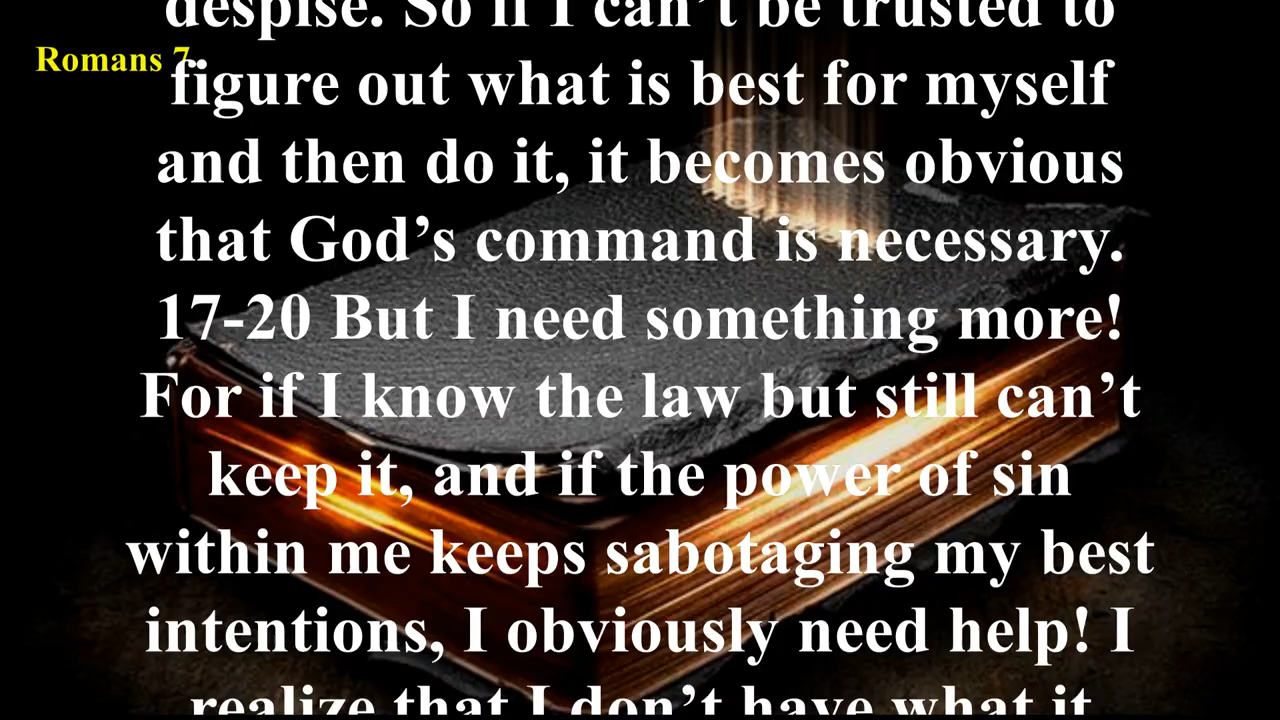 despise. So if I can’t be trusted to
Romans 7
figure out what is best for myself
and then do it, it becomes obvious
that God’s command is necessary.
17-20 But I need something more!
For if I know the law but still can’t
keep it, and if the power of sin
within me keeps sabotaging my best
intentions, I obviously need help! I
realize that I don’t have what it